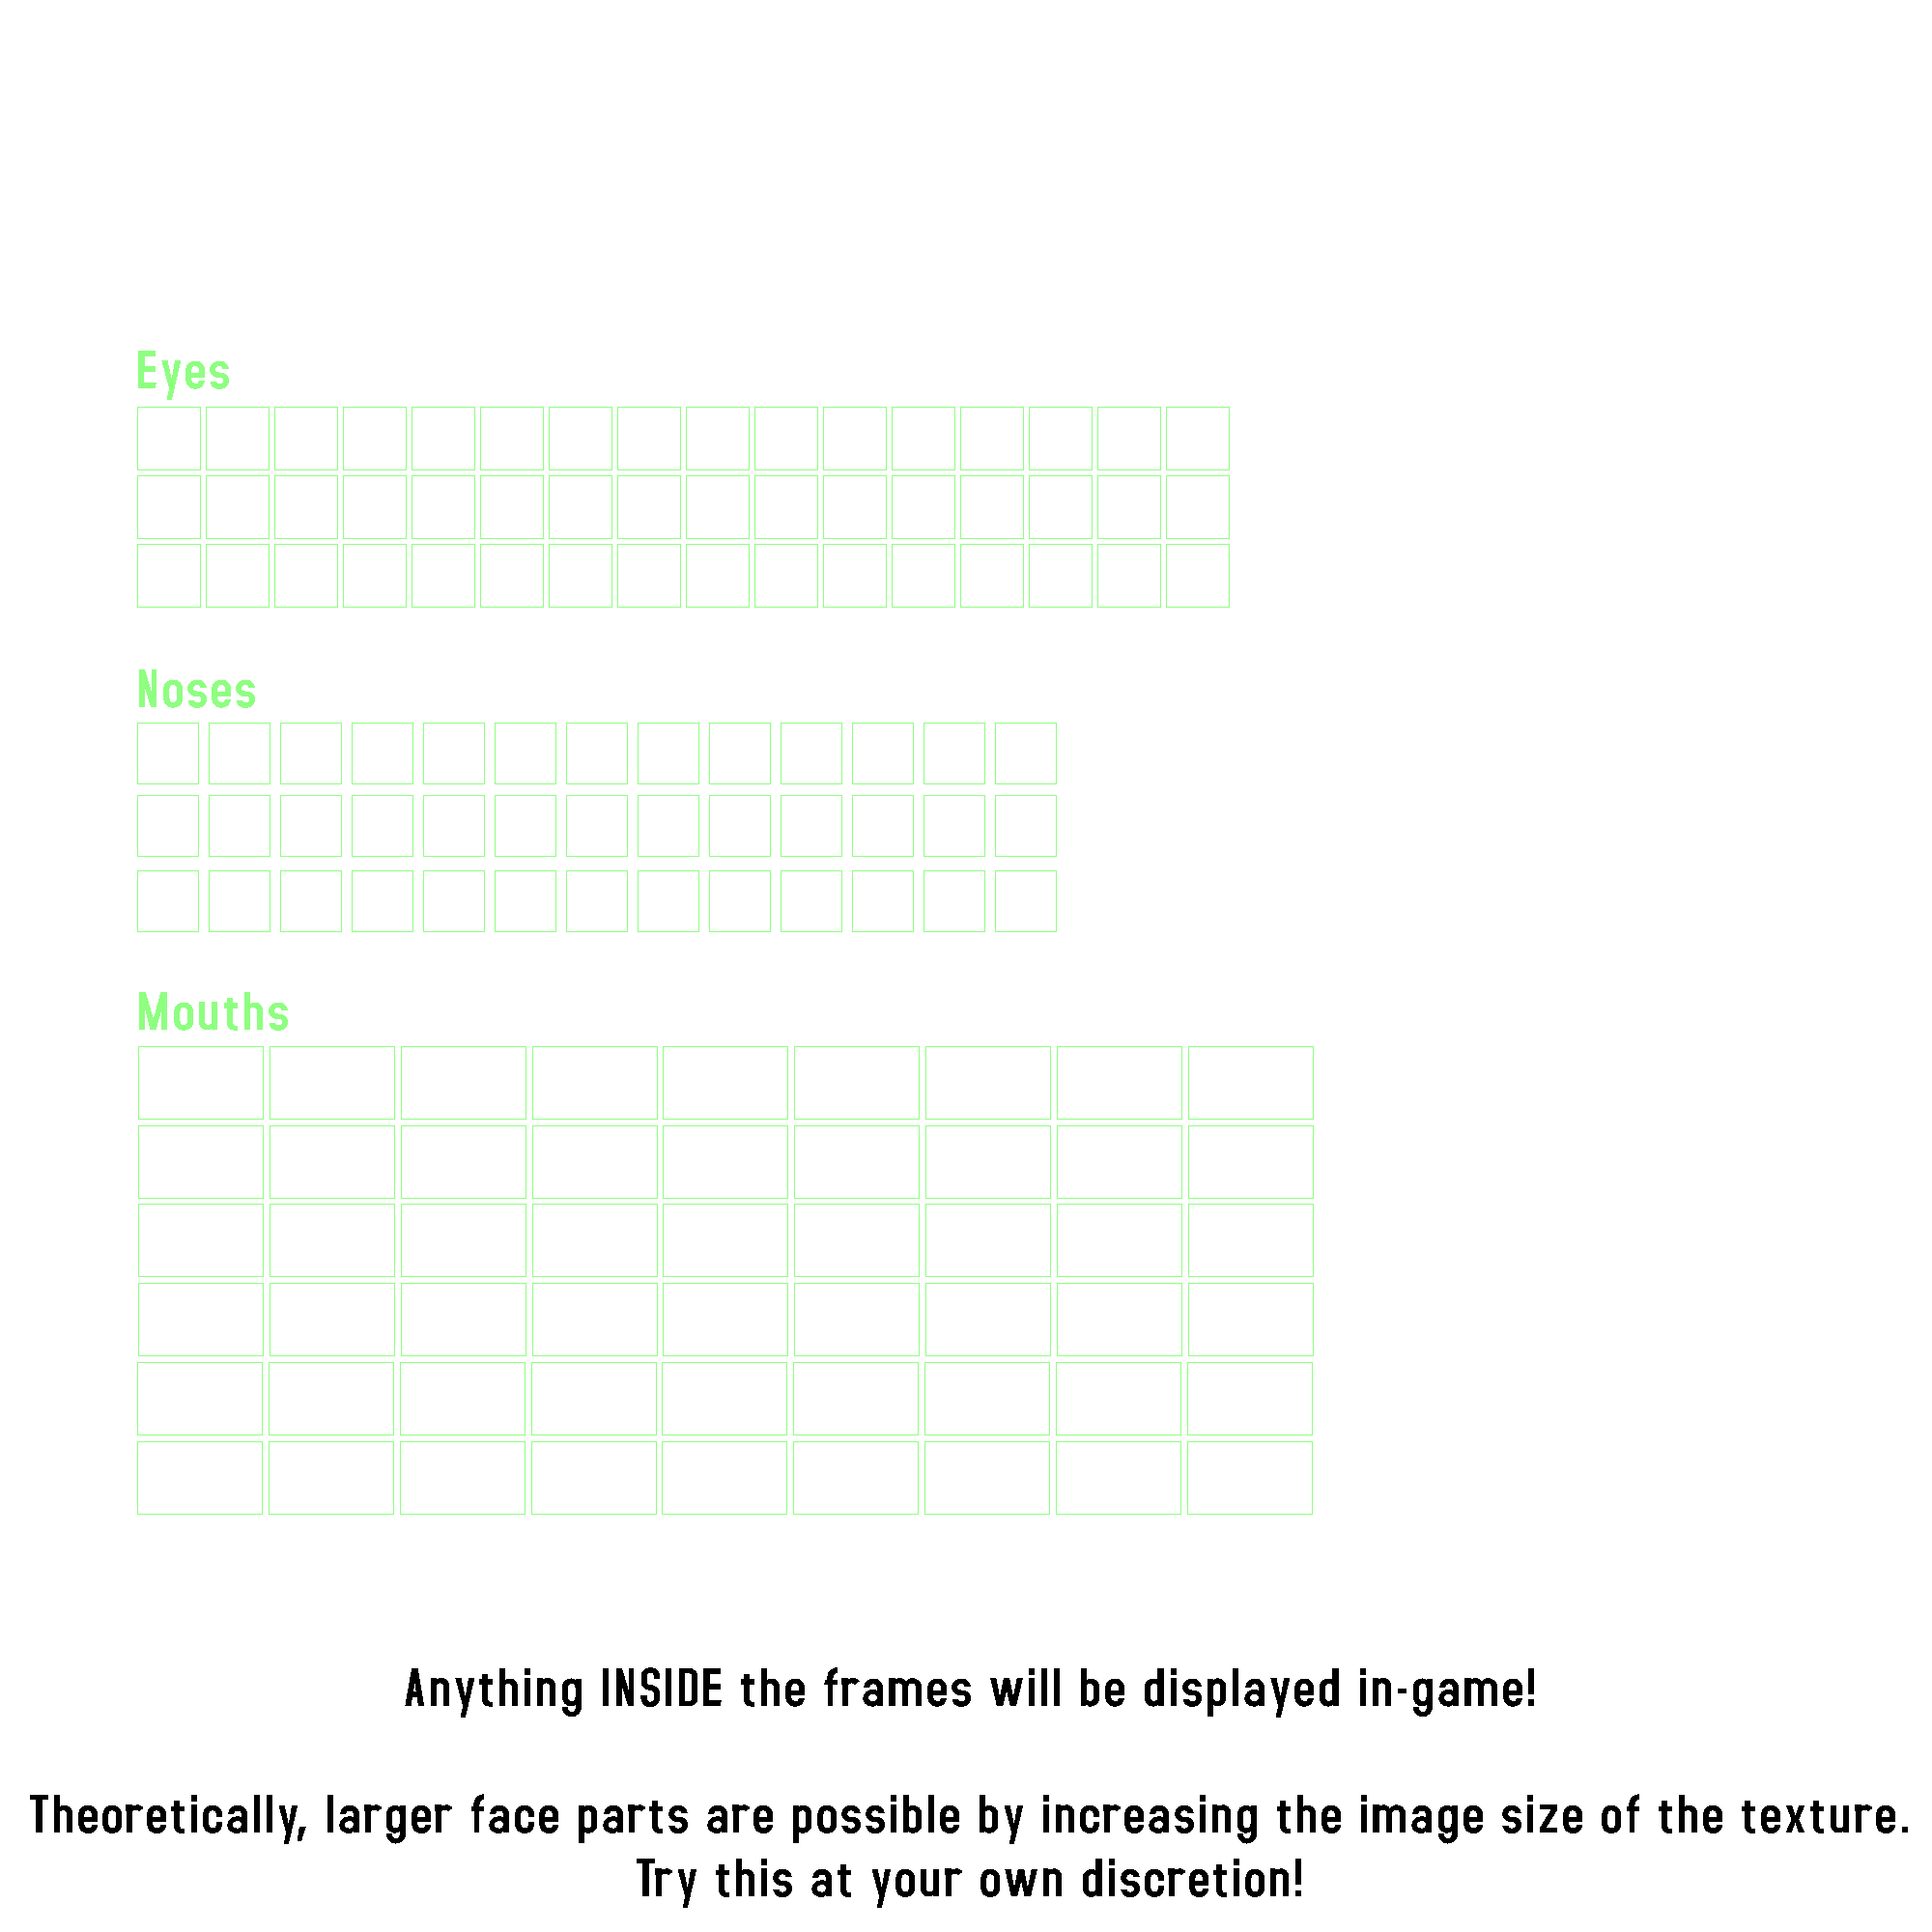 Eyes
Noses
Mouths
Anything INSIDE the frames will be displayed in-game!
Theoretically, larger face parts are possible by increasing the image size of the texture.
Try this at your own discretion!